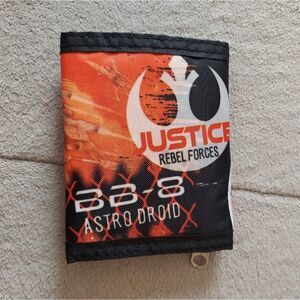 JUSTICE
REBEL FORCES
BB-8
ASTRO DROID